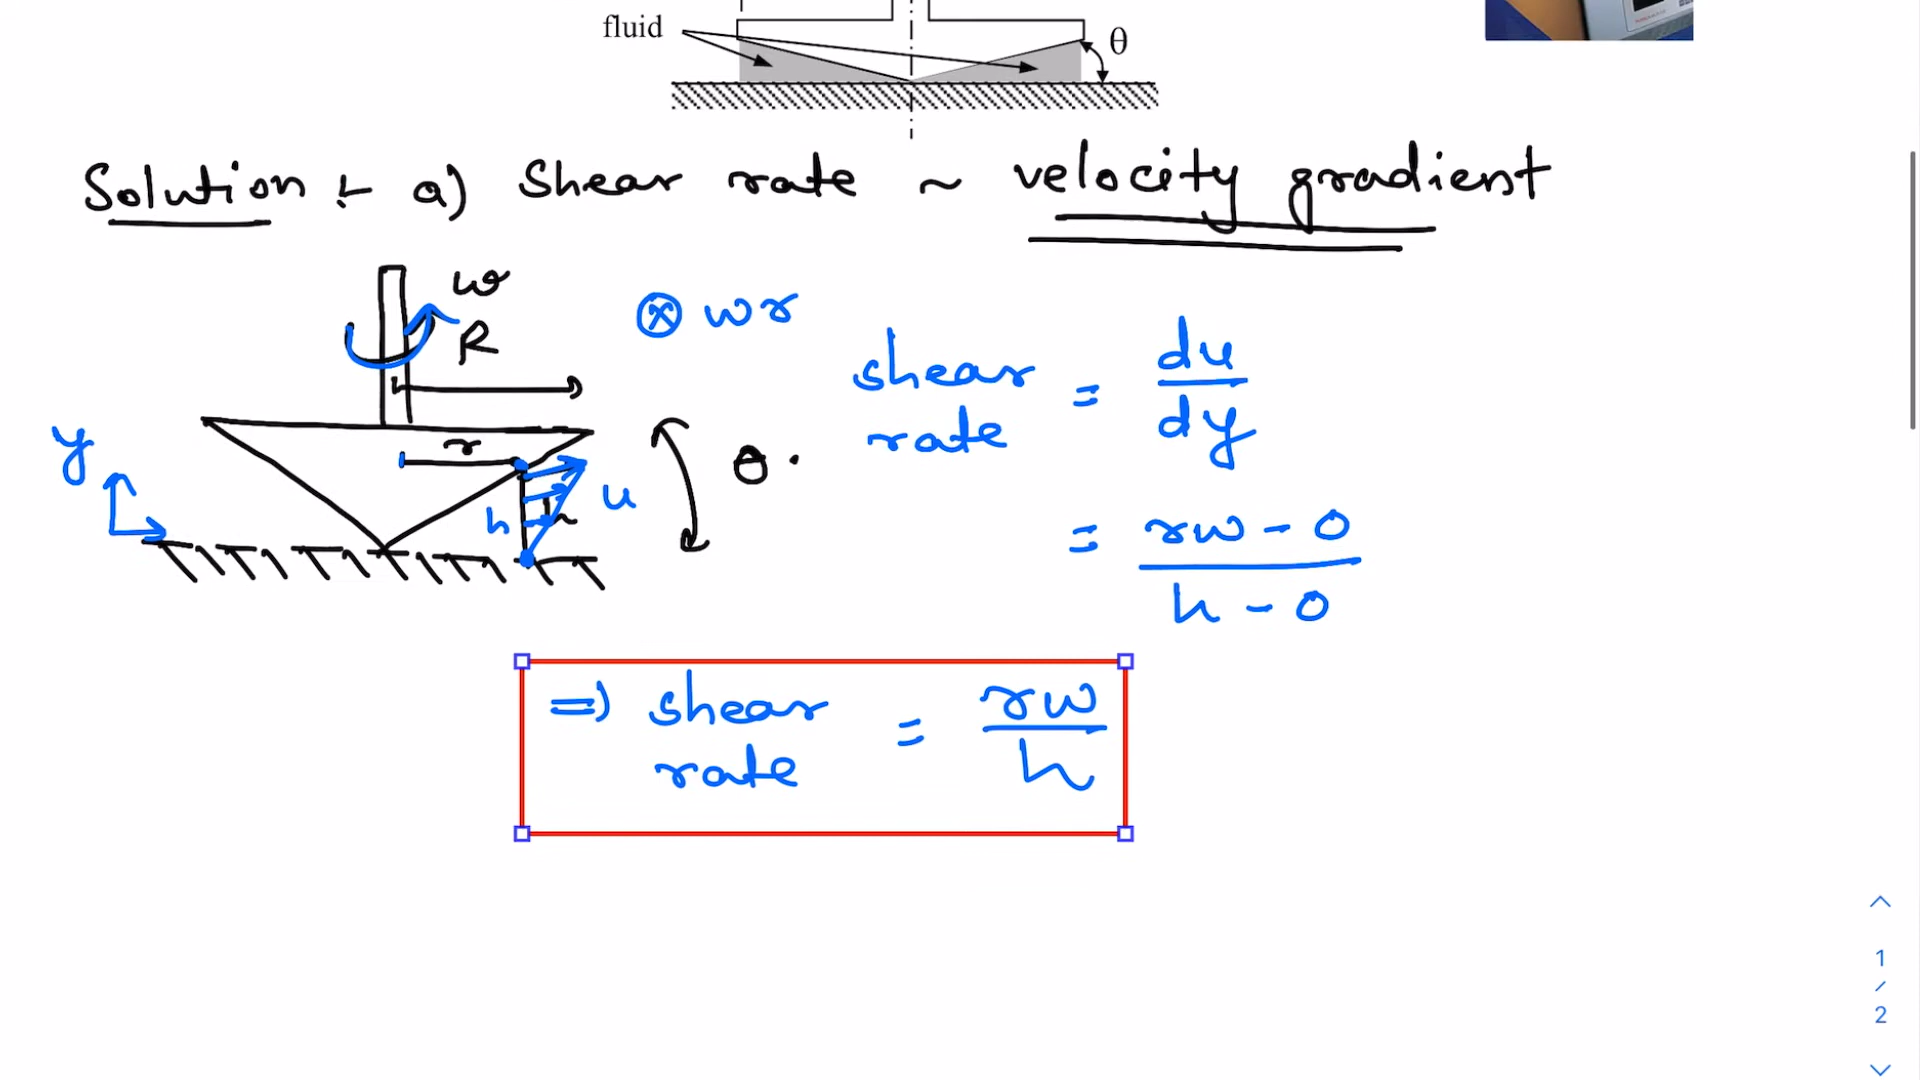 fluid
θ
Solution :- a) Shear rate ~ velocity gradient
ω
R
⊗ ωr
shear rate = du/dy
y
r
θ
u
h
h
= rω - 0 / h - 0
=> shear rate = rω / h
1
/
2